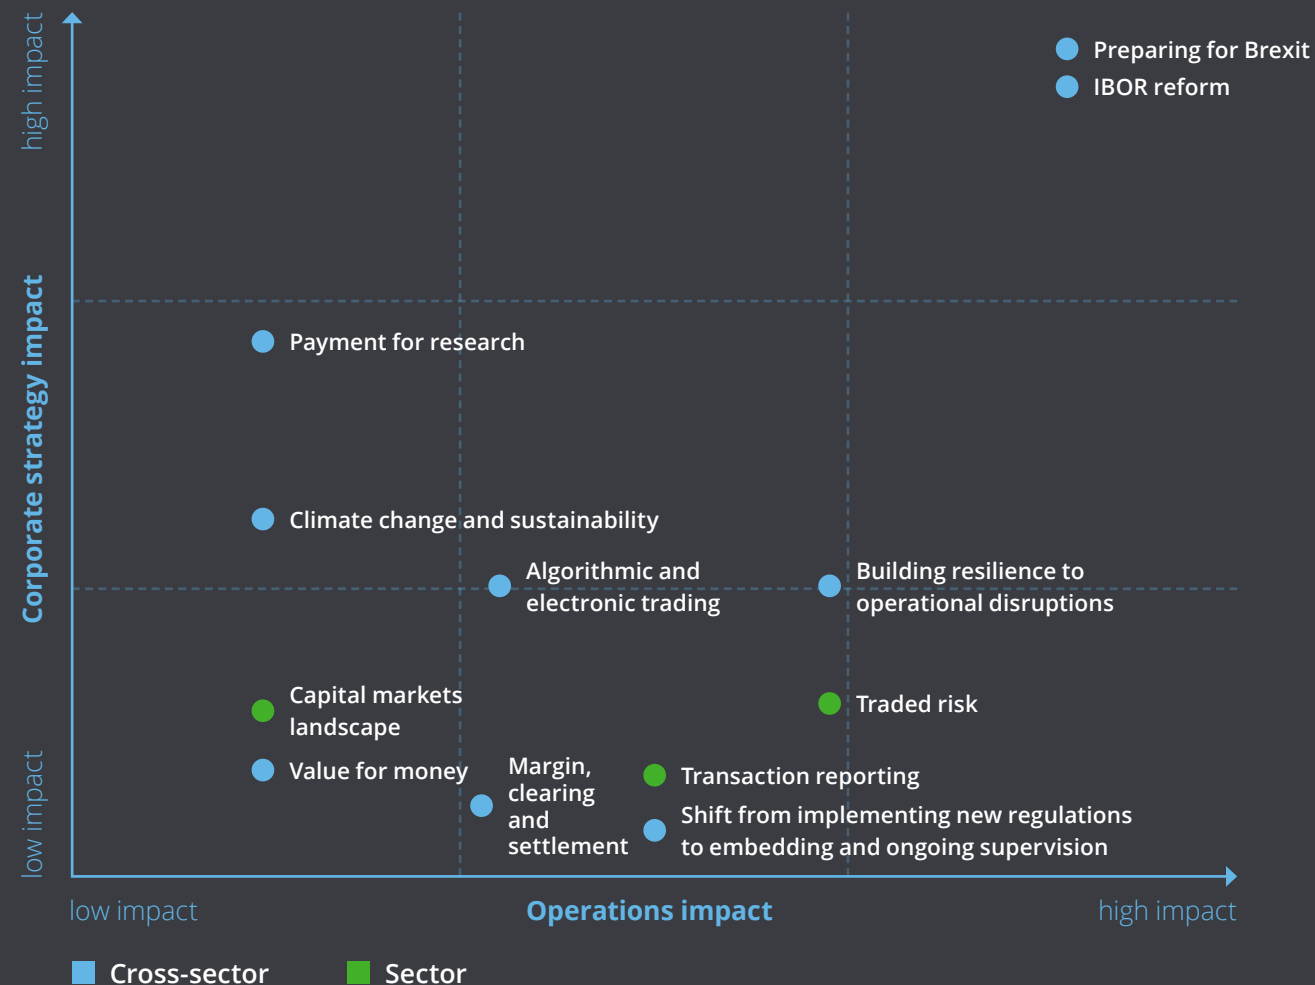 high impact
Corporate strategy impact
low impact
Preparing for Brexit
IBOR reform
Payment for research
Climate change and sustainability
Algorithmic and
electronic trading
Building resilience to
operational disruptions
Capital markets
landscape
Traded risk
Value for money
Margin,
clearing
and
settlement
Transaction reporting
Shift from implementing new regulations
to embedding and ongoing supervision
low impact
Operations impact
high impact
Cross-sector
Sector